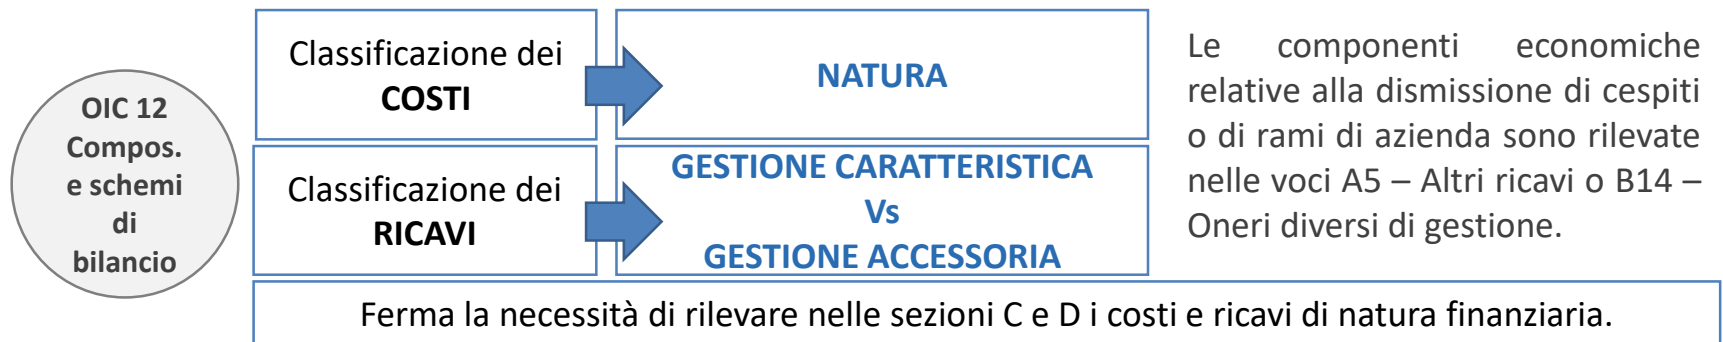 OIC 12
Compos.
e schemi
di
bilancio
Classificazione dei
COSTI
NATURA
Classificazione dei
RICAVI
GESTIONE CARATTERISTICA
Vs
GESTIONE ACCESSORIA
Le componenti economiche
relative alla dismissione di cespiti
o di rami di azienda sono rilevate
nelle voci A5 – Altri ricavi o B14 –
Oneri diversi di gestione.
Ferma la necessità di rilevare nelle sezioni C e D i costi e ricavi di natura finanziaria.